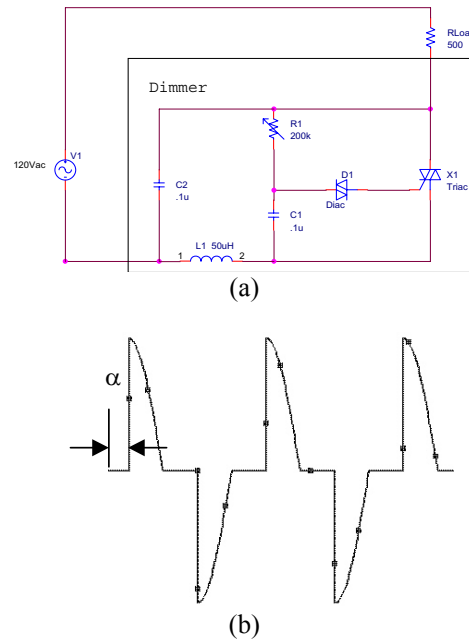 RLoa
500
Dimmer
R1
200k
V1
120Vac
C2
.1u
D1
Diac
X1
Triac
C1
.1u
L1 50uH
1 2
(a)
α
(b)